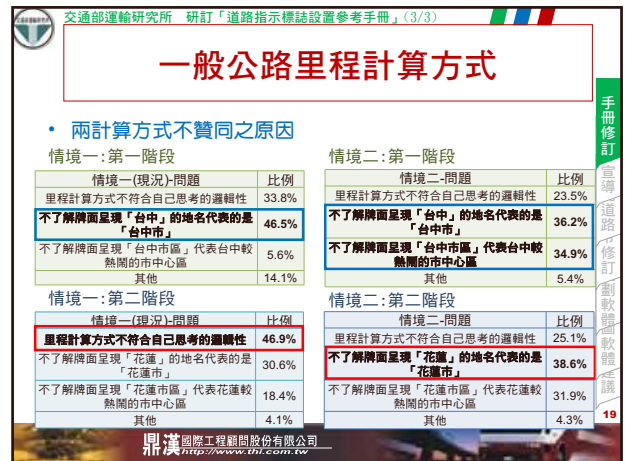 交通部運輸研究所 研訂「道路指示標誌設置參考手冊」(3/3)
一般公路里程計算方式
• 兩計算方式不贊同之原因
情境一:第一階段
情境一(現況)-問題 比例
里程計算方式不符合自己思考的邏輯性 33.8%
不了解牌面呈現「台中」的地名代表的是
「台中市」 46.5%
不了解牌面呈現「台中市區」代表台中較
熱鬧的市中心區 5.6%
其他 14.1%
情境二:第一階段
情境二-問題 比例
里程計算方式不符合自己思考的邏輯性 23.5%
不了解牌面呈現「台中」的地名代表的是
「台中市」 36.2%
不了解牌面呈現「台中市區」代表台中較
熱鬧的市中心區 34.9%
其他 5.4%
情境一:第二階段
情境一(現況)-問題 比例
里程計算方式不符合自己思考的邏輯性 46.9%
不了解牌面呈現「花蓮」的地名代表的是
「花蓮市」 30.6%
不了解牌面呈現「花蓮市區」代表花蓮較
熱鬧的市中心區 18.4%
其他 4.1%
情境二:第二階段
情境二-問題 比例
里程計算方式不符合自己思考的邏輯性 25.1%
不了解牌面呈現「花蓮」的地名代表的是
「花蓮市」 38.6%
不了解牌面呈現「花蓮市區」代表花蓮較
熱鬧的市中心區 31.9%
其他 4.3%
手冊修訂
宣導
道路
修訂
劃軟體
軟體
議
19
鼎漢國際工程顧問股份有限公司
http://www.thi.com.tw